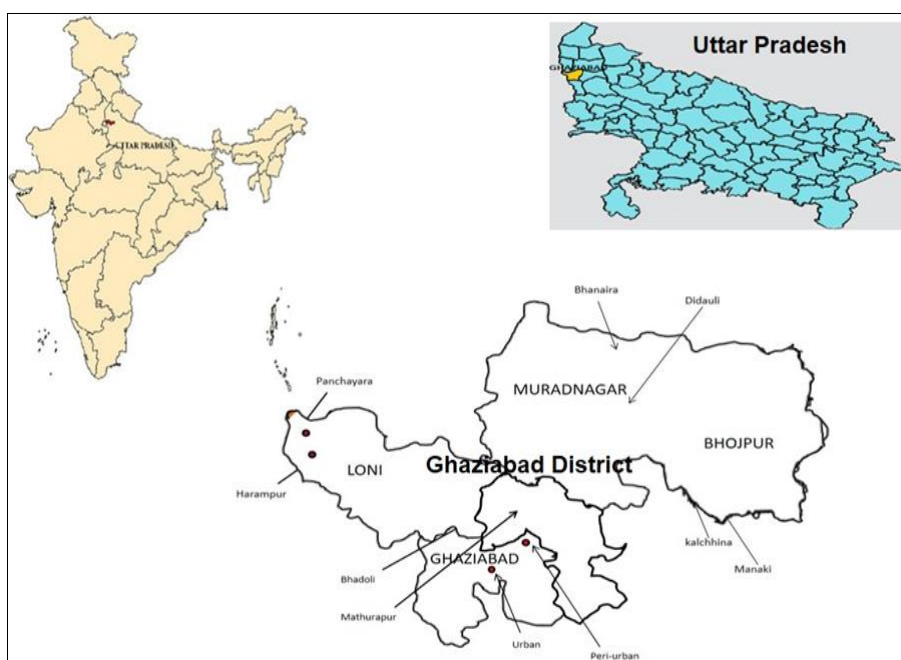 Uttar Pradesh
GHAZIABAD
UTTAR PRADESH
Bhanaira
Didauli
Panchayara
MURADNAGAR
BHOJPUR
LONI
Ghaziabad District
Harampur
kalchhina
Manaki
GHAZIABAD
Bhadoli
Mathurapur
Urban
Peri-urban